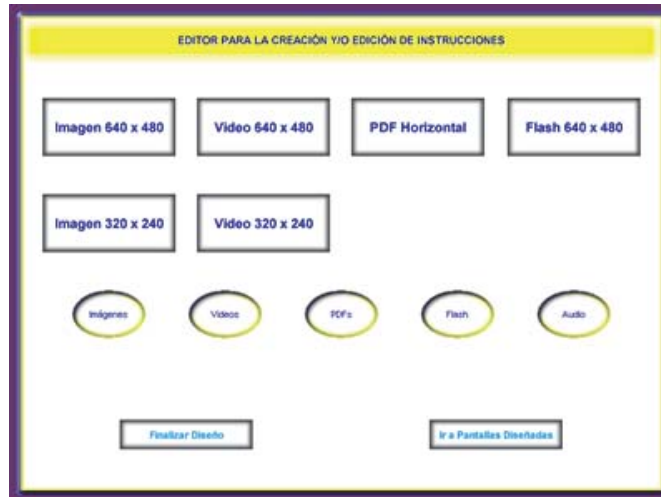 EDITOR PARA LA CREACIÓN Y/O EDICIÓN DE INSTRUCCIONES
Imagen 640 x 480
Video 640 x 480
PDF Horizontal
Flash 640 x 480
Imagen 320 x 240
Video 320 x 240
Imágenes
Videos
PDFs
Flash
Audio
Finalizar Diseño
Ir a Pantallas Diseñadas